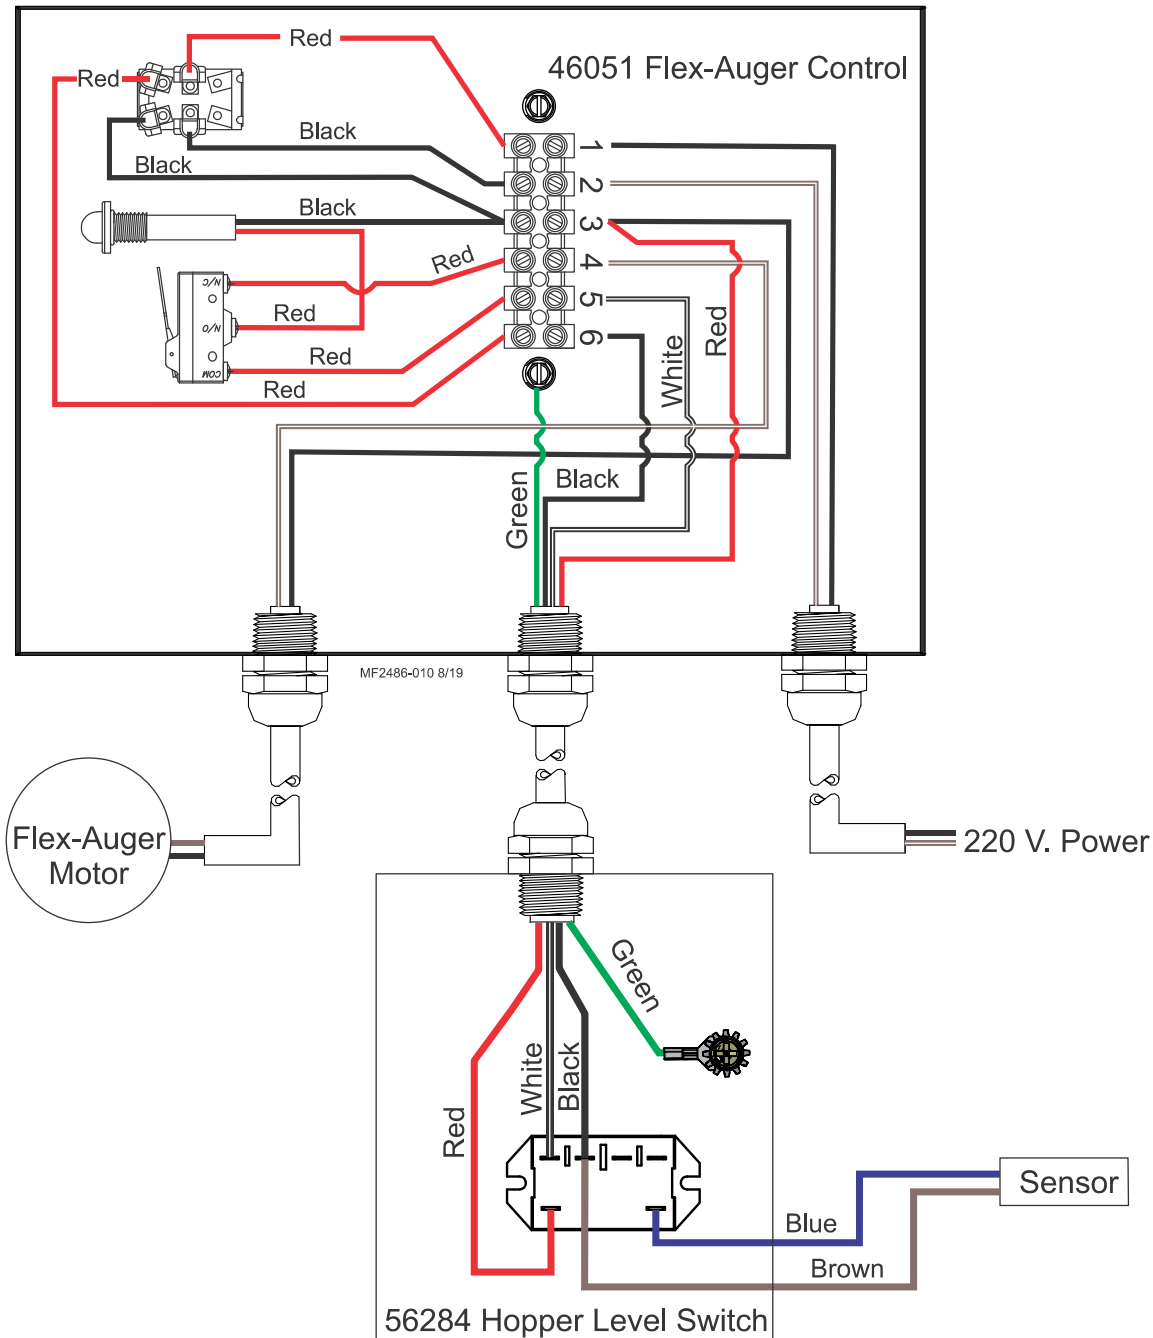 Red
46051 Flex-Auger Control
Red
Black
1
Black
2
Black
3
Red
4
N/C
5
Red
N/O
6
Red
Red
White
COM
Red
Green
Black
MF2486-010 8/19
Flex-Auger
Motor
220 V. Power
Green
White
Black
Red
Sensor
Blue
Brown
56284 Hopper Level Switch